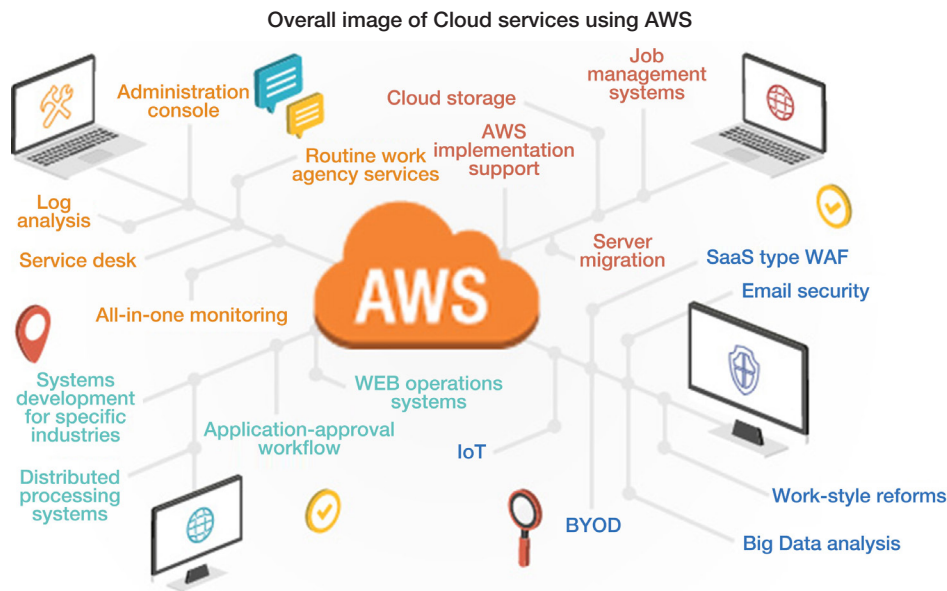 Overall image of Cloud services using AWS
Administration
console
Routine work
agency services
Log
analysis
Service desk
All-in-one monitoring
Cloud storage
Job
management
systems
AWS
implementation
support
Server
migration
AWS
SaaS type WAF
Email security
Systems
development
for specific
industries
WEB operations
systems
Application-approval
workflow
Distributed
processing
systems
IoT
BYOD
Work-style reforms
Big Data analysis